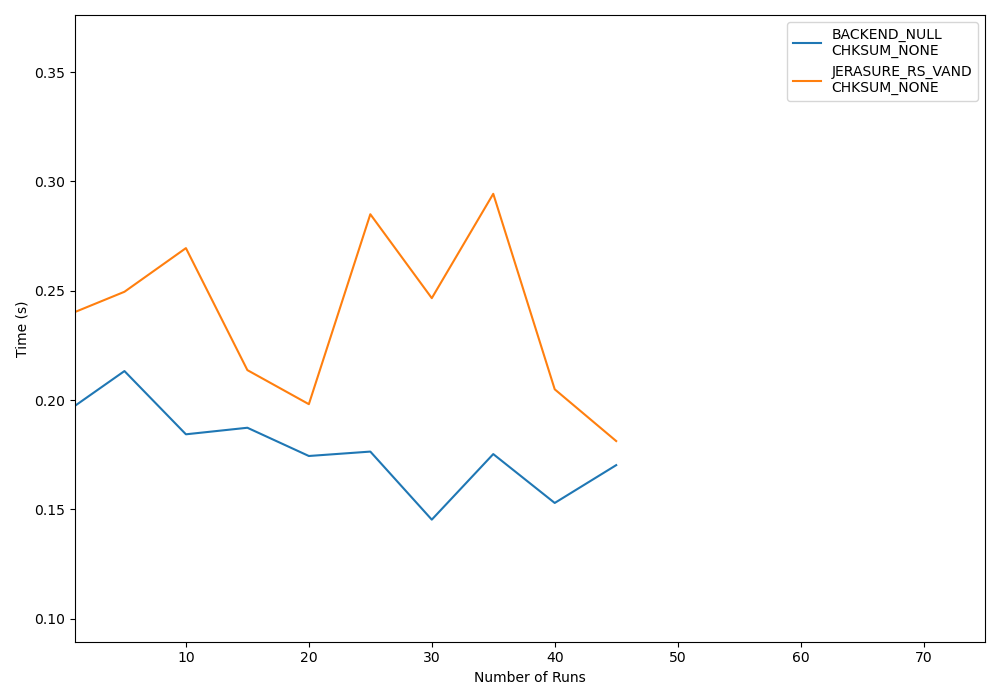 BACKEND_NULL
CHKSUM_NONE
JERASURE_RS_VAND
CHKSUM_NONE
0.35
0.30
0.25
0.20
0.15
0.10
Time (s)
10 20 30 40 50 60 70
Number of Runs